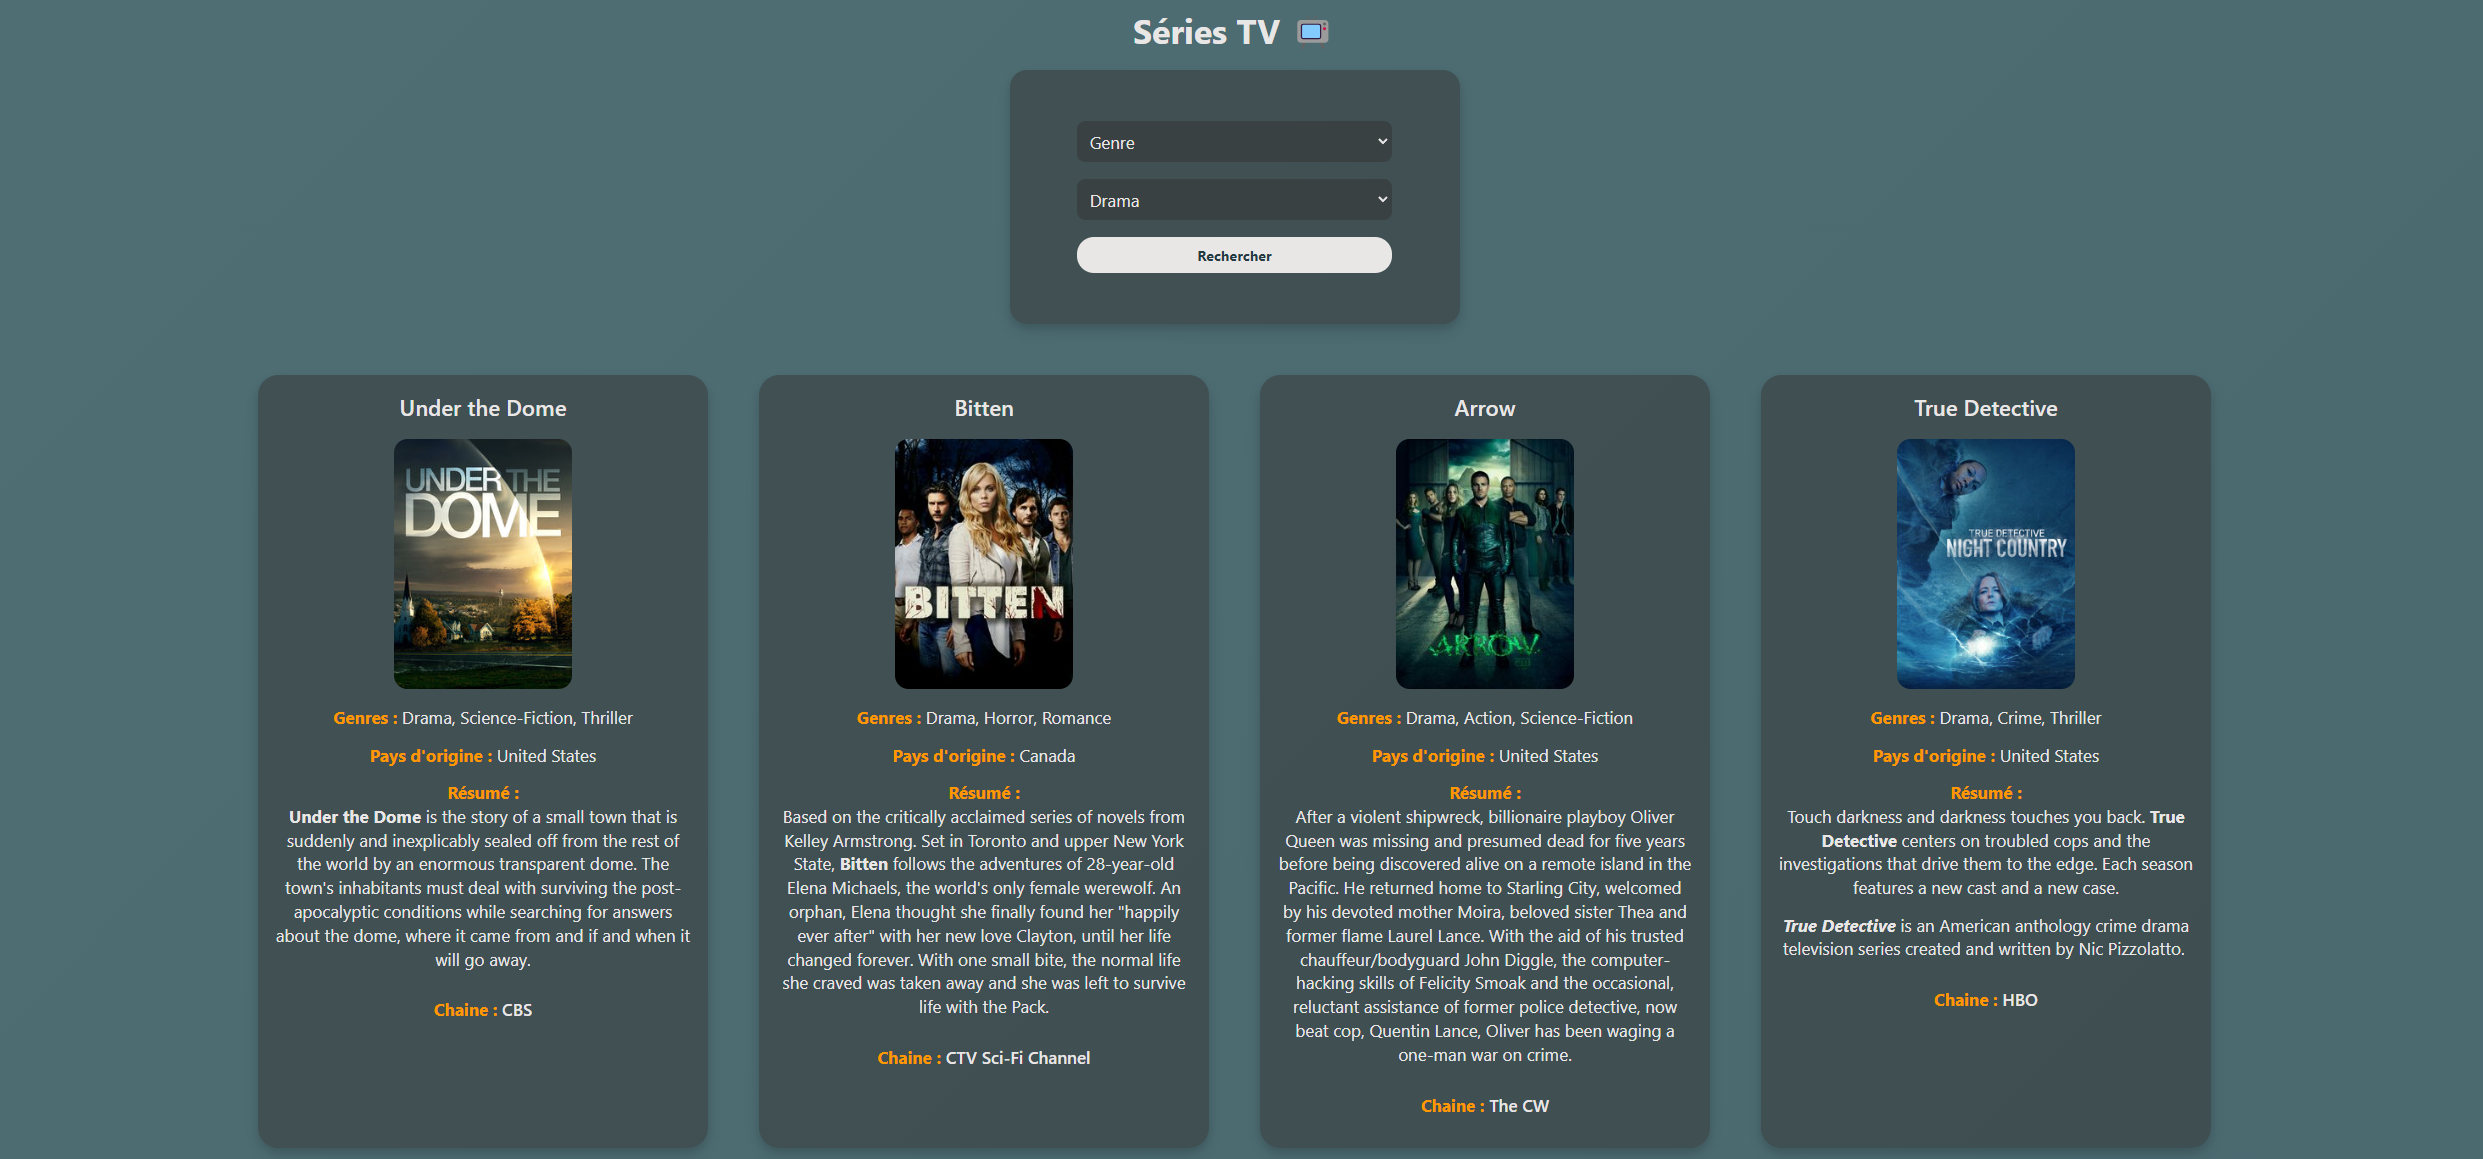 Séries TV
Genre
Drama
Rechercher
Under the Dome
UNDER THE
DOME
Genres : Drama, Science-Fiction, Thriller
Pays d'origine : United States
Résumé :
Under the Dome is the story of a small town that is
suddenly and inexplicably sealed off from the rest of
the world by an enormous transparent dome. The
town's inhabitants must deal with surviving the post-
apocalyptic conditions while searching for answers
about the dome, where it came from and if and when it
will go away.
Chaine : CBS
Bitten
BITTEN
Genres : Drama, Horror, Romance
Pays d'origine : Canada
Résumé :
Based on the critically acclaimed series of novels from
Kelley Armstrong. Set in Toronto and upper New York
State, Bitten follows the adventures of 28-year-old
Elena Michaels, the world's only female werewolf. An
orphan, Elena thought she finally found her "happily
ever after" with her new love Clayton, until her life
changed forever. With one small bite, the normal life
she craved was taken away and she was left to survive
life with the Pack.
Chaine : CTV Sci-Fi Channel
Arrow
ARROW
Genres : Drama, Action, Science-Fiction
Pays d'origine : United States
Résumé :
After a violent shipwreck, billionaire playboy Oliver
Queen was missing and presumed dead for five years
before being discovered alive on a remote island in the
Pacific. He returned home to Starling City, welcomed
by his devoted mother Moira, beloved sister Thea and
former flame Laurel Lance. With the aid of his trusted
chauffeur/bodyguard John Diggle, the computer-
hacking skills of Felicity Smoak and the occasional,
reluctant assistance of former police detective, now
beat cop, Quentin Lance, Oliver has been waging a
one-man war on crime.
Chaine : The CW
True Detective
TRUE DETECTIVE
NIGHT COUNTRY
Genres : Drama, Crime, Thriller
Pays d'origine : United States
Résumé :
Touch darkness and darkness touches you back. True
Detective centers on troubled cops and the
investigations that drive them to the edge. Each season
features a new cast and a new case.
True Detective is an American anthology crime drama
television series created and written by Nic Pizzolatto.
Chaine : HBO